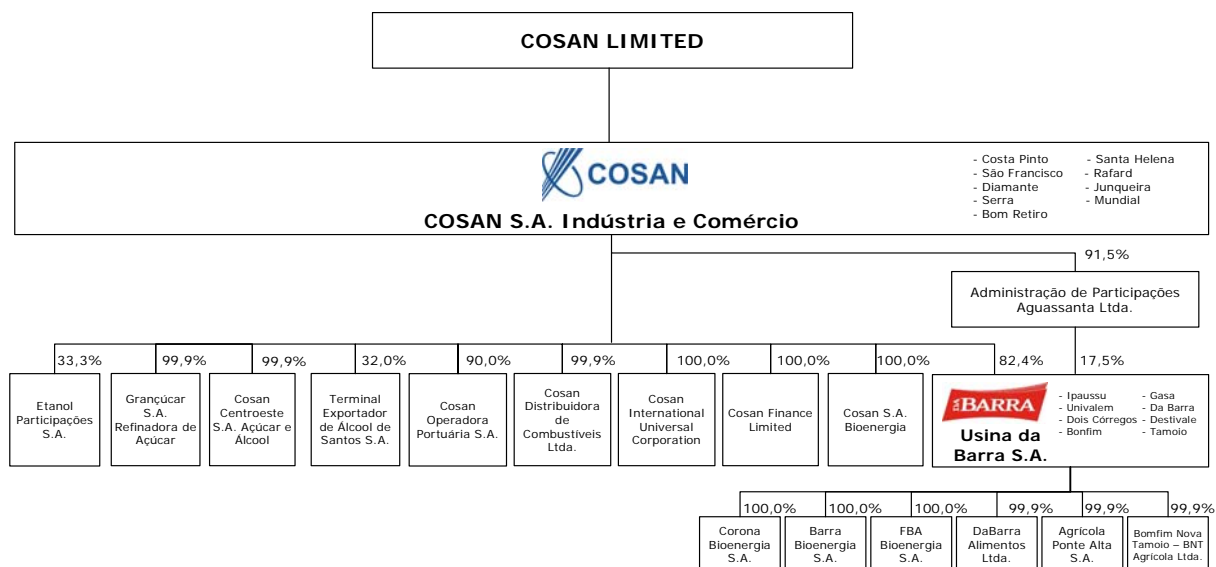 COSAN LIMITED
COSAN
COSAN S.A. Indústria e Comércio
- Costa Pinto - Santa Helena
- São Francisco - Rafard
- Diamante - Junqueira
- Serra - Mundial
- Bom Retiro
91,5%
Administração de Participações
Aguassanta Ltda.
33,3% 99,9% 99,9% 32,0% 90,0% 99,9% 100,0% 100,0% 100,0% 82,4% 17,5%
Etanol
Participações
S.A.
Grançúcar
S.A.
Refinadora de
Açúcar
Cosan
Centroeste
S.A. Açúcar e
Álcool
Terminal
Exportador
de Álcool de
Santos S.A.
Cosan
Operadora
Portuária S.A.
Cosan
Distribuidora
de
Combustíveis
Ltda.
Cosan
International
Universal
Corporation
Cosan Finance
Limited
Cosan S.A.
Bioenergia
DA BARRA
Usina da
Barra S.A.
- Ipaussu - Gasa
- Univalem - Da Barra
- Dois Córregos - Destivale
- Bonfim - Tamoio
100,0% 100,0% 100,0% 99,9% 99,9% 99,9%
Corona
Bioenergia
S.A.
Barra
Bioenergia
S.A.
FBA
Bioenergia
S.A.
DaBarra
Alimentos
Ltda.
Agrícola
Ponte Alta
S.A.
Bomfim Nova
Tamoio – BNT
Agrícola Ltda.